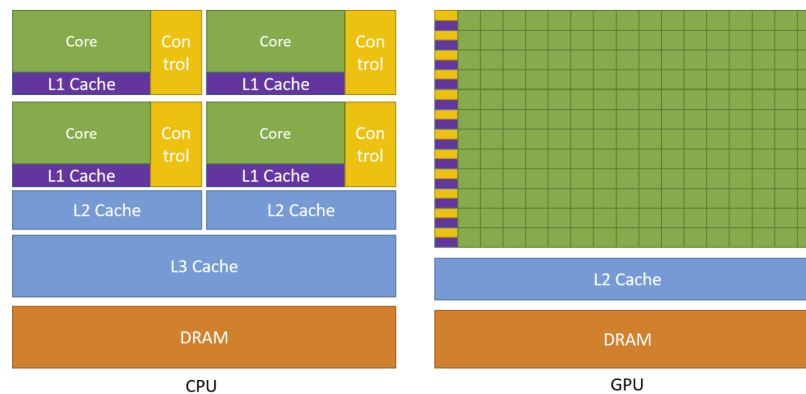 Core
Con
trol
Core
Con
trol
L1 Cache
L1 Cache
Core
Con
trol
Core
Con
trol
L1 Cache
L1 Cache
L2 Cache
L2 Cache
L3 Cache
DRAM
CPU
L2 Cache
DRAM
GPU